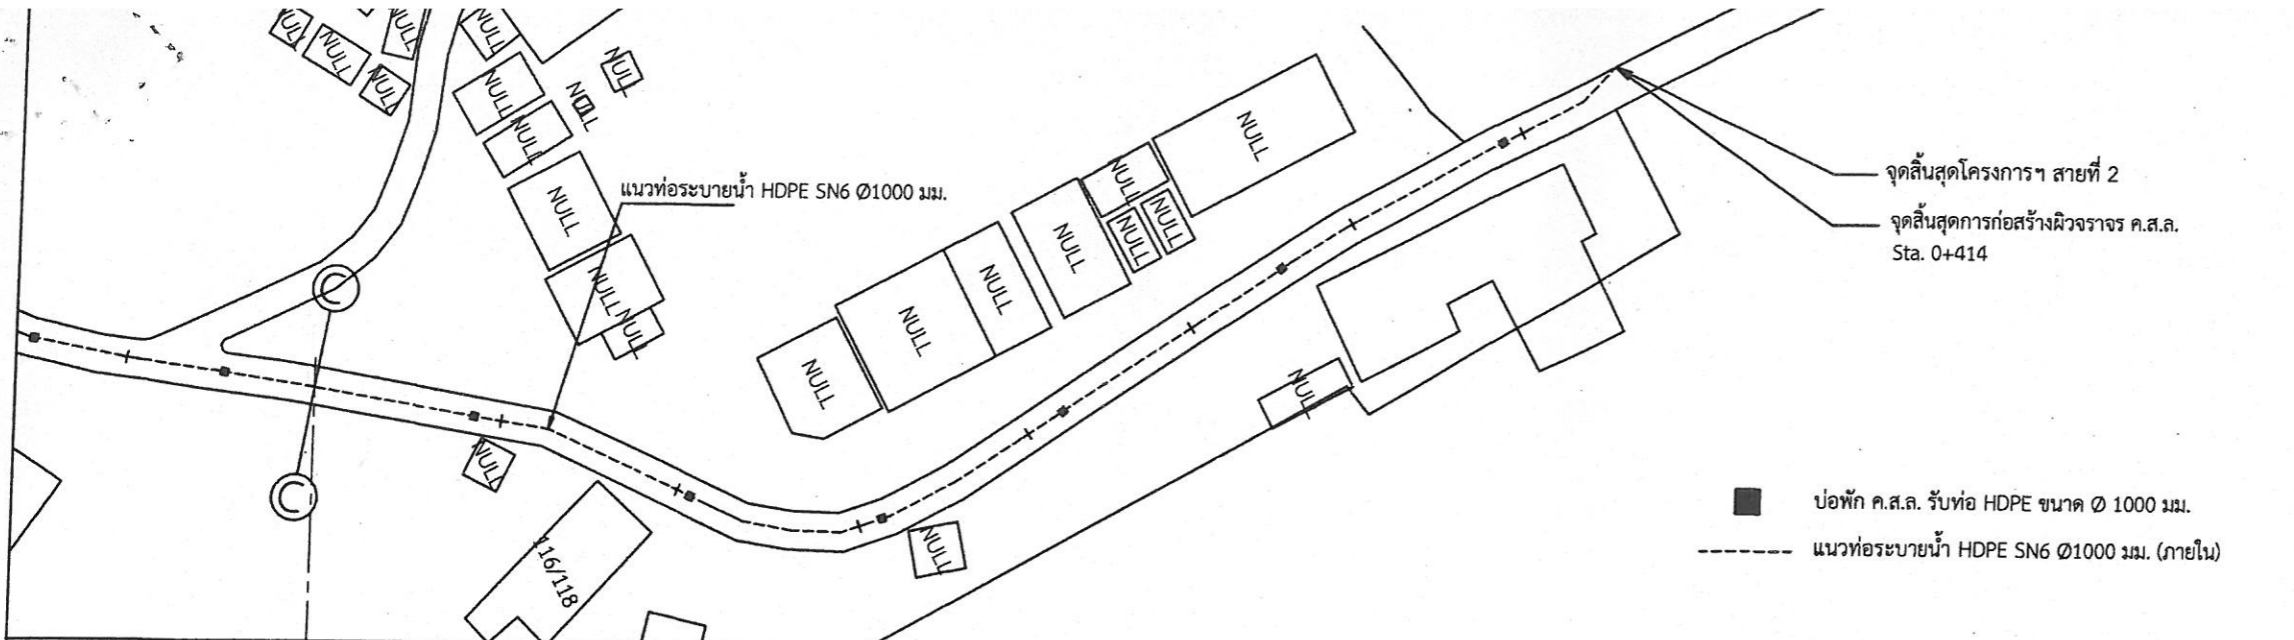 NULL
NULL
NULL
NULL
NULL
NULL
NULL
NULL
NULL
NULL
NULL
NULL
NULL
แนวท่อระบายน้ำ HDPE SN6 Ø1000 มม.
NULL
NULL
NULL
NULL
NULL
NULL
NULL
NULL
NULL
NULL
NULL
116/118
C
C
จุดสิ้นสุดโครงการฯ สายที่ 2
จุดสิ้นสุดการก่อสร้างผิวจราจร ค.ส.ล.
Sta. 0+414
บ่อพัก ค.ส.ล. รับท่อ HDPE ขนาด Ø 1000 มม.
แนวท่อระบายน้ำ HDPE SN6 Ø1000 มม. (ภายใน)